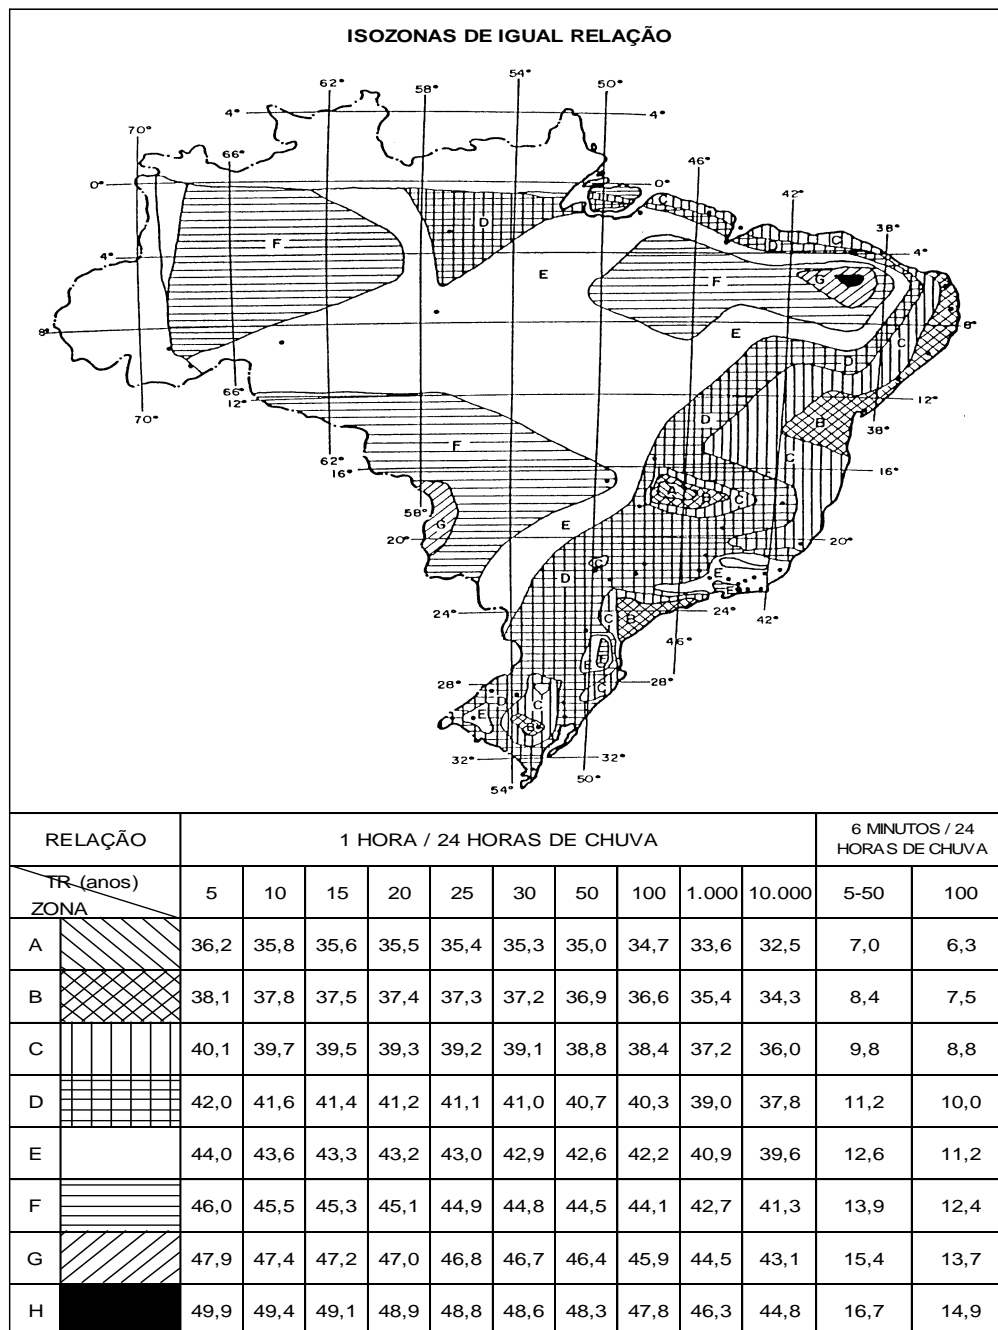 ISOZONAS DE IGUAL RELAÇÃO
54°
62° 58° 50°
4° 4°
70°
66° 46°
0° 0° 42°
C
D C 38°
F D 4°
4° E F G
8° E C 8°
D
66° 12°
12° B
70° D 38°
F C
62°
16° 16°
A B C
58°
G
20° E 20°
C
D E
E
24° 24°
C B 42°
46°
E F
28° 28°
D C C
E
B
32° 32°
50°
54°
RELAÇÃO 1 HORA / 24 HORAS DE CHUVA 6 MINUTOS / 24
HORAS DE CHUVA
TR (anos) 5 10 15 20 25 30 50 100 1.000 10.000 5-50 100
ZONA
A 36,2 35,8 35,6 35,5 35,4 35,3 35,0 34,7 33,6 32,5 7,0 6,3
B 38,1 37,8 37,5 37,4 37,3 37,2 36,9 36,6 35,4 34,3 8,4 7,5
C 40,1 39,7 39,5 39,3 39,2 39,1 38,8 38,4 37,2 36,0 9,8 8,8
D 42,0 41,6 41,4 41,2 41,1 41,0 40,7 40,3 39,0 37,8 11,2 10,0
E 44,0 43,6 43,3 43,2 43,0 42,9 42,6 42,2 40,9 39,6 12,6 11,2
F 46,0 45,5 45,3 45,1 44,9 44,8 44,5 44,1 42,7 41,3 13,9 12,4
G 47,9 47,4 47,2 47,0 46,8 46,7 46,4 45,9 44,5 43,1 15,4 13,7
H 49,9 49,4 49,1 48,9 48,8 48,6 48,3 47,8 46,3 44,8 16,7 14,9